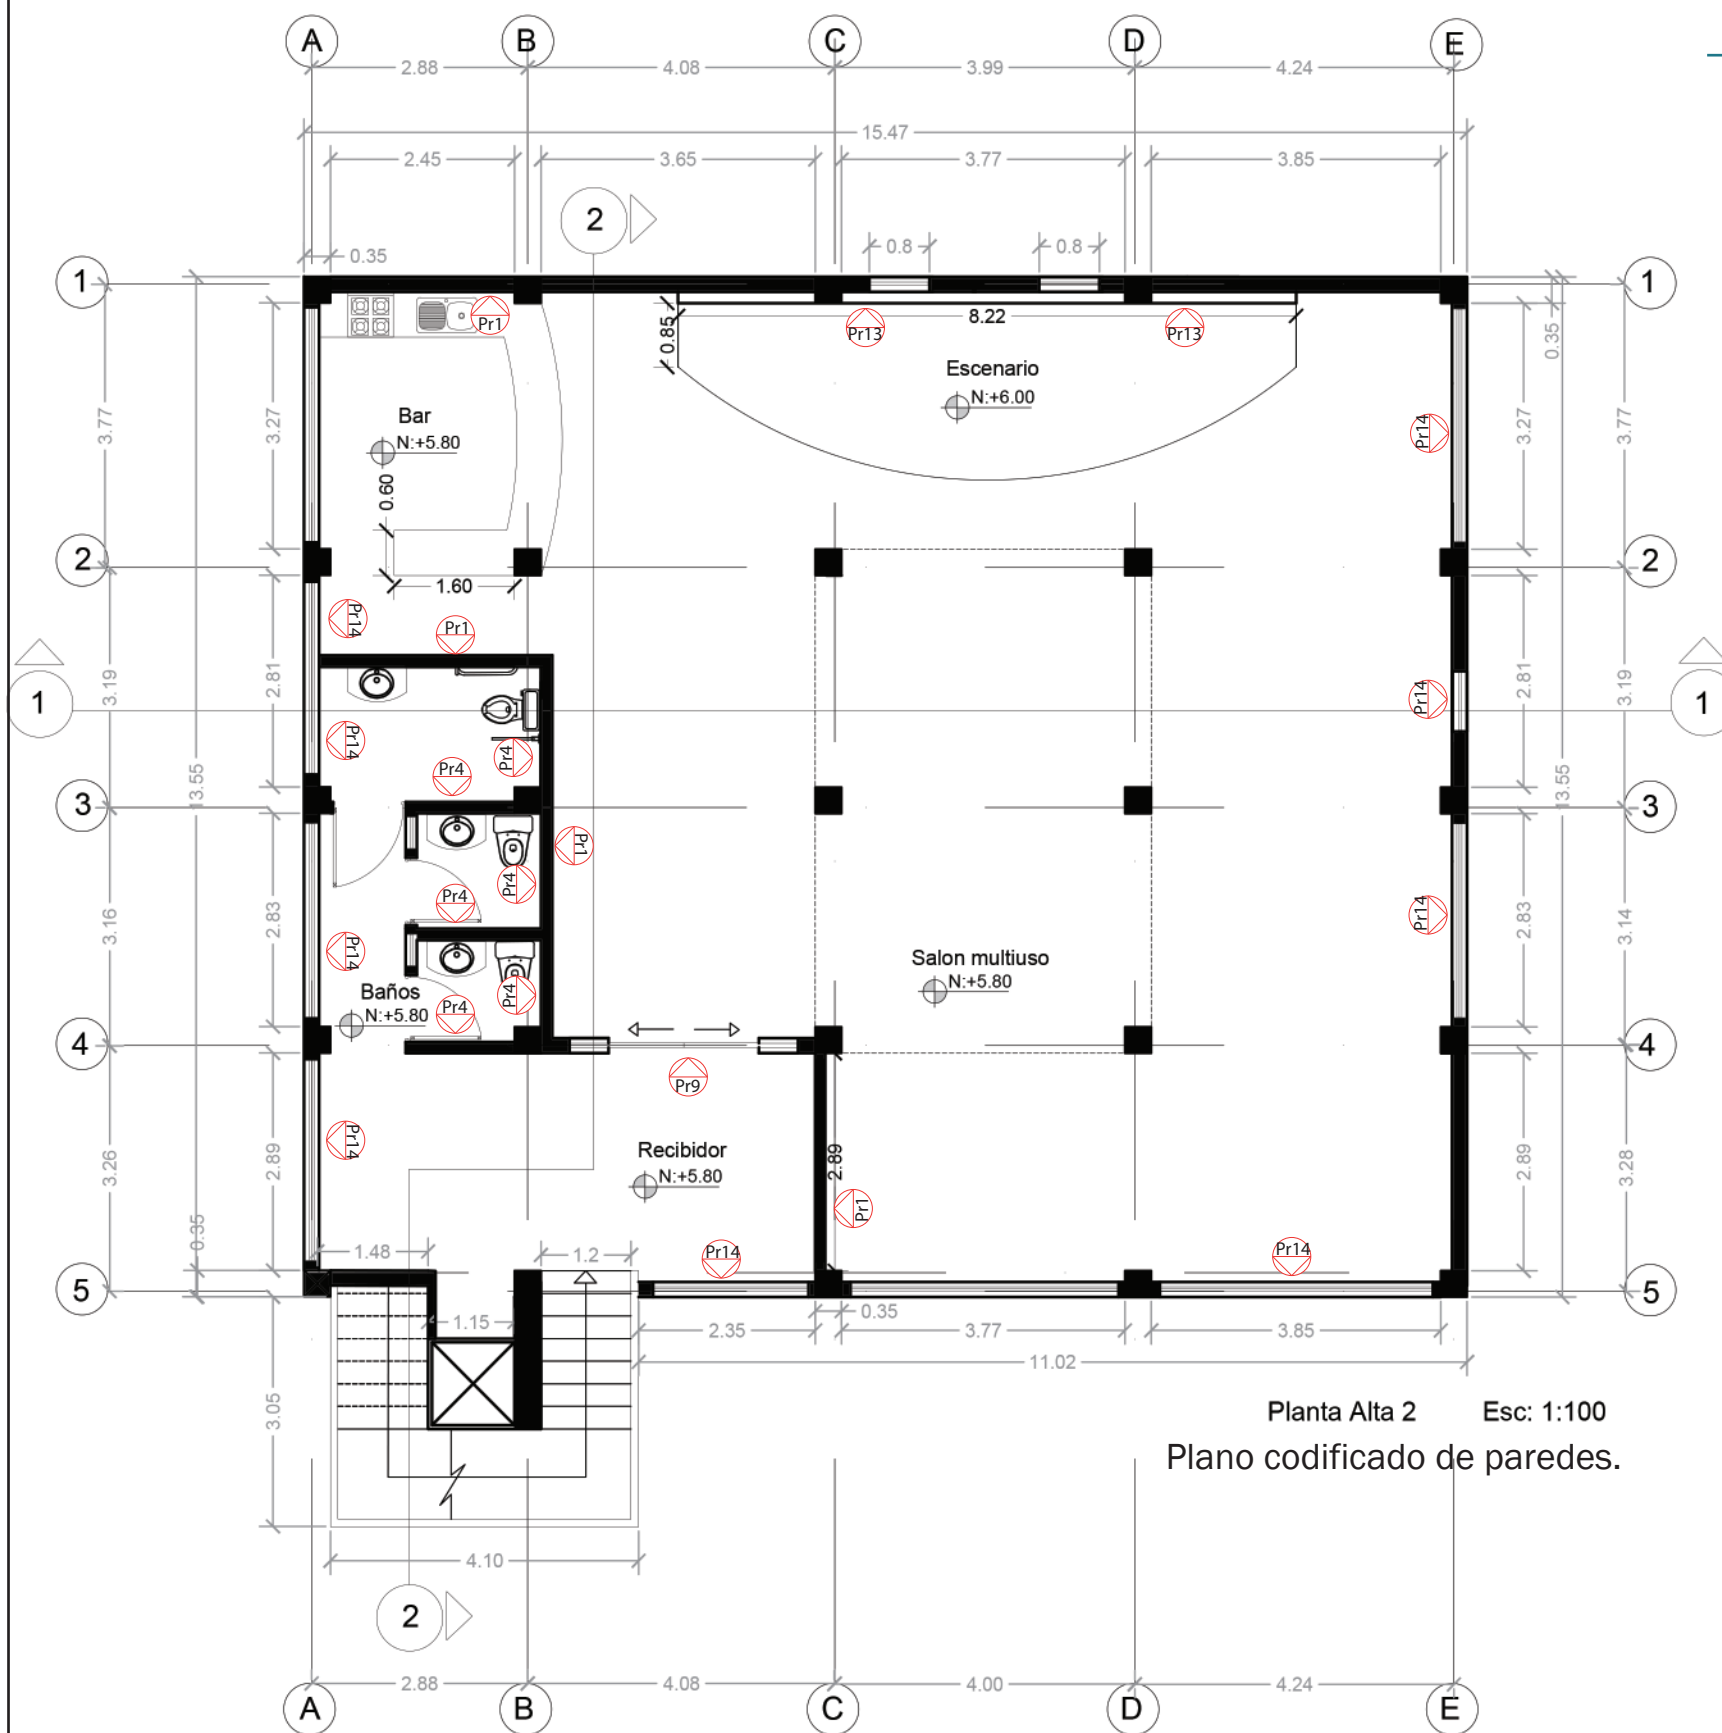 A B C D E
2.88 4.08 3.99 4.24
15.47
2.45 3.65 3.77 3.85
2
0.8 0.8
0.35
1 1
Pr1 Pr13 8.22 Pr13
0.85
0.35
Escenario
N:+6.00
Bar
N:+5.80
3.77 3.27 Pr14 3.27 3.77
0.60
2 2
1.60
Pr14 Pr1
3.19 2.81 Pr14 2.81 3.19
1 1
Pr14 Pr4 Pr4
13.55 13.55
3 3
Pr1
Pr4 Pr4
3.16 2.83 Pr14 2.83 3.14
Pr14
Salon multiuso
N:+5.80
Baños
N:+5.80
Pr4 Pr4
4 4
Pr9
Pr14
Recibidor
N:+5.80
3.26 2.89 2.89 2.89 3.28
Pr1
0.35
1.48 1.2 Pr14 Pr14
5 5
0.35
1.15 2.35 3.77 3.85
11.02
3.05
Planta Alta 2 Esc: 1:100
Plano codificado de paredes.
4.10
2
2.88 4.08 4.00 4.24
A B C D E